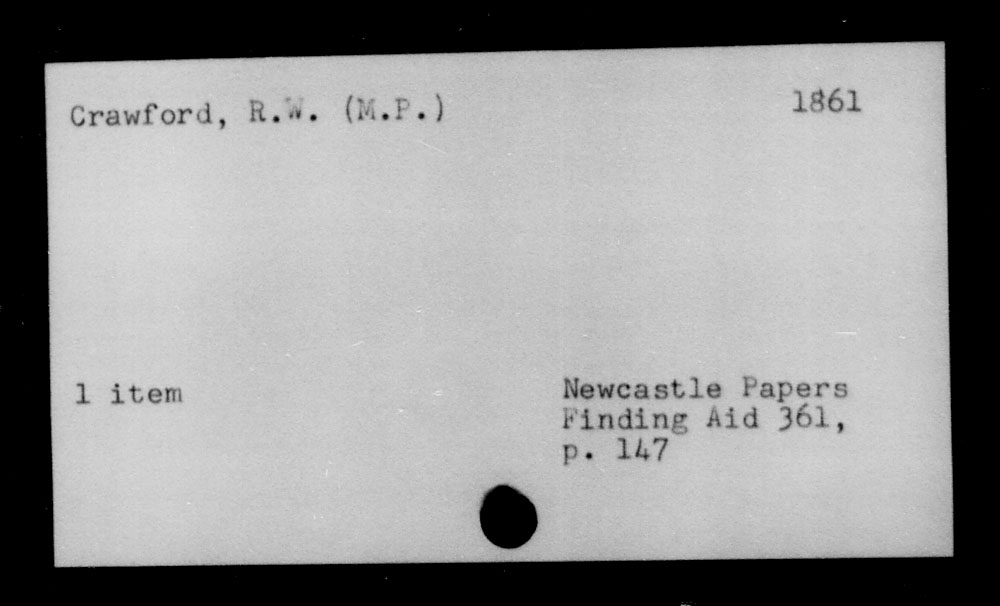 Crawford, R.W. (M.P.) 1861
1 item
Newcastle Papers
Finding Aid 361,
p. 147